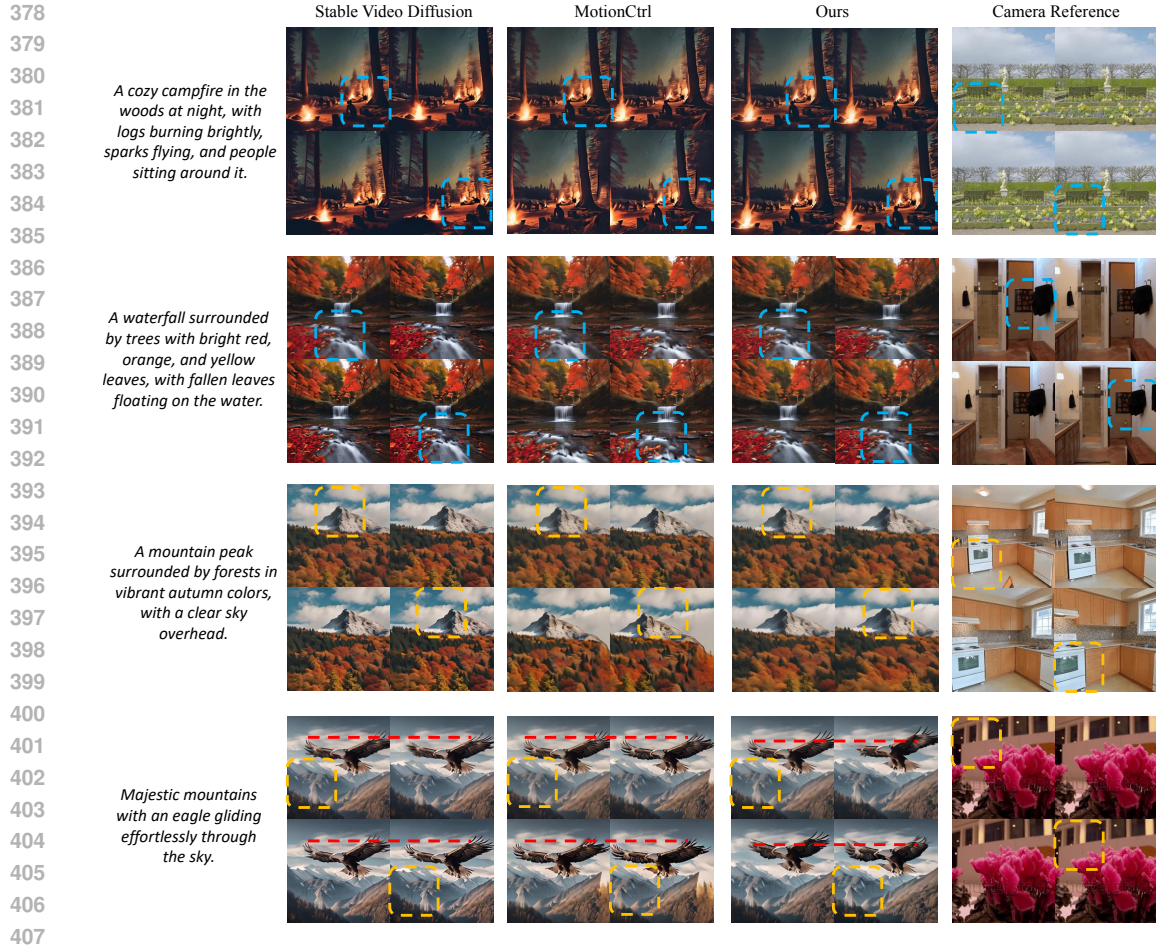 Stable Video Diffusion MotionCtrl Ours Camera Reference
378
379
380
381
382
383
384
385
386
387
388
389
390
391
392
393
394
395
396
397
398
399
400
401
402
403
404
405
406
407
A cozy campfire in the
woods at night, with
logs burning brightly,
sparks flying, and people
sitting around it.
A waterfall surrounded
by trees with bright red,
orange, and yellow
leaves, with fallen leaves
floating on the water.
A mountain peak
surrounded by forests in
vibrant autumn colors,
with a clear sky
overhead.
Majestic mountains
with an eagle gliding
effortlessly through
the sky.